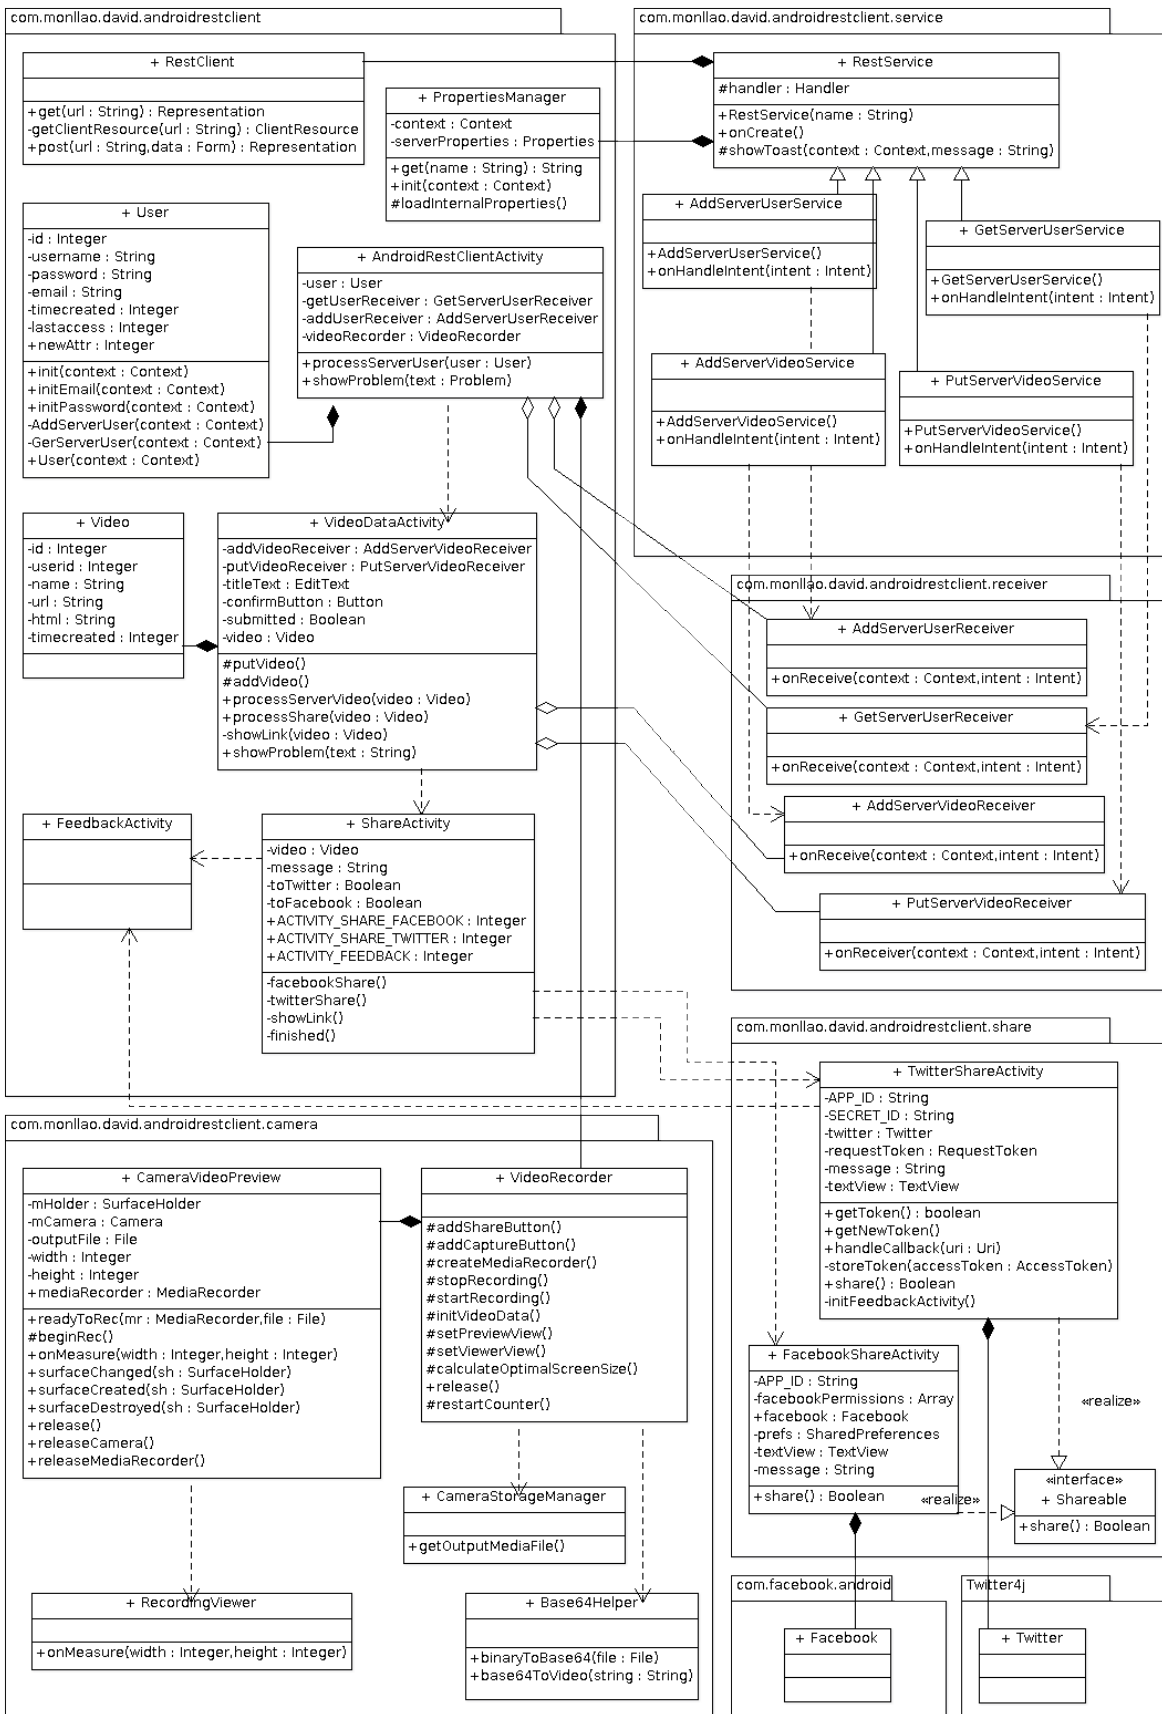 com.monllao.david.androidrestclient
+ RestClient
+get(url : String) : Representation
-getClientResource(url : String) : ClientResource
+post(url : String,data : Form) : Representation
+ PropertiesManager
-context : Context
-serverProperties : Properties
+get(name : String) : String
+init(context : Context)
#loadInternalProperties()
+ User
-id : Integer
-username : String
-password : String
-email : String
-timecreated : Integer
-lastaccess : Integer
+newAttr : Integer
+init(context : Context)
+initEmail(context : Context)
+initPassword(context : Context)
-AddServerUser(context : Context)
-GerServerUser(context : Context)
+User(context : Context)
+ AndroidRestClientActivity
-user : User
-getUserReceiver : GetServerUserReceiver
-addUserReceiver : AddServerUserReceiver
-videoRecorder : VideoRecorder
+processServerUser(user : User)
+showProblem(text : Problem)
+ Video
-id : Integer
-userid : Integer
-name : String
-url : String
-html : String
-timecreated : Integer
+ VideoDataActivity
-addVideoReceiver : AddServerVideoReceiver
-putVideoReceiver : PutServerVideoReceiver
-titleText : EditText
-confirmButton : Button
-submitted : Boolean
-video : Video
#putVideo()
#addVideo()
+processServerVideo(video : Video)
+processShare(video : Video)
-showLink(video : Video)
+showProblem(text : String)
+ FeedbackActivity
+ ShareActivity
-video : Video
-message : String
-toTwitter : Boolean
-toFacebook : Boolean
+ACTIVITY_SHARE_FACEBOOK : Integer
+ACTIVITY_SHARE_TWITTER : Integer
+ACTIVITY_FEEDBACK : Integer
-facebookShare()
-twitterShare()
-showLink()
-finished()
com.monllao.david.androidrestclient.service
+ RestService
#handler : Handler
+RestService(name : String)
+onCreate()
#showToast(context : Context,message : String)
+ AddServerUserService
+AddServerUserService()
+onHandleIntent(intent : Intent)
+ GetServerUserService
+GetServerUserService()
+onHandleIntent(intent : Intent)
+ AddServerVideoService
+AddServerVideoService()
+onHandleIntent(intent : Intent)
+ PutServerVideoService
+PutServerVideoService()
+onHandleIntent(intent : Intent)
com.monllao.david.androidrestclient.receiver
+ AddServerUserReceiver
+onReceive(context : Context,intent : Intent)
+ GetServerUserReceiver
+onReceive(context : Context,intent : Intent)
+ AddServerVideoReceiver
+onReceive(context : Context,intent : Intent)
+ PutServerVideoReceiver
+onReceiver(context : Context,intent : Intent)
com.monllao.david.androidrestclient.camera
+ CameraVideoPreview
-mHolder : SurfaceHolder
-mCamera : Camera
-outputFile : File
-width : Integer
-height : Integer
+mediaRecorder : MediaRecorder
+readyToRec(mr : MediaRecorder,file : File)
#beginRec()
+onMeasure(width : Integer,height : Integer)
+surfaceChanged(sh : SurfaceHolder)
+surfaceCreated(sh : SurfaceHolder)
+surfaceDestroyed(sh : SurfaceHolder)
+release()
+releaseCamera()
+releaseMediaRecorder()
+ VideoRecorder
#addShareButton()
#addCaptureButton()
#createMediaRecorder()
#stopRecording()
#startRecording()
#initVideoData()
#setPreviewView()
#setViewerView()
#calculateOptimalScreenSize()
+release()
#restartCounter()
+ CameraStorageManager
+getOutputMediaFile()
+ RecordingViewer
+onMeasure(width : Integer,height : Integer)
+ Base64Helper
+binaryToBase64(file : File)
+base64ToVideo(string : String)
com.monllao.david.androidrestclient.share
+ TwitterShareActivity
-APP_ID : String
-SECRET_ID : String
-twitter : Twitter
-requestToken : RequestToken
-message : String
-textView : TextView
+getToken() : boolean
+getNewToken()
+handleCallback(uri : Uri)
-storeToken(accessToken : AccessToken)
+share() : Boolean
-initFeedbackActivity()
+ FacebookShareActivity
-APP_ID : String
-facebookPermissions : Array
+facebook : Facebook
-prefs : SharedPreferences
-textView : TextView
-message : String
+share() : Boolean
«realize»
«realize»
«interface»
+ Shareable
+share() : Boolean
com.facebook.android
+ Facebook
Twitter4j
+ Twitter